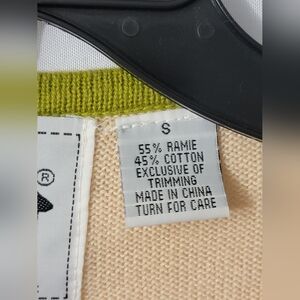 S
55% RAMIE
45% COTTON
EXCLUSIVE OF
TRIMMING
MADE IN CHINA
TURN FOR CARE
®